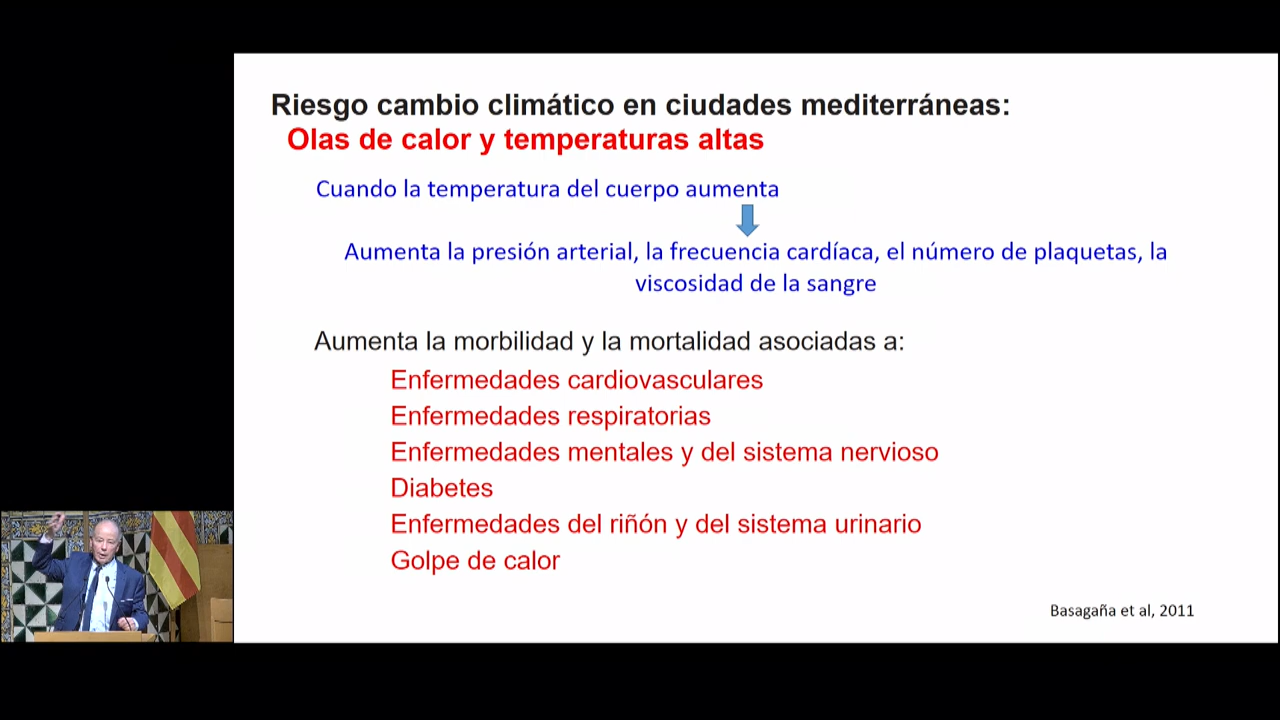 Riesgo cambio climático en ciudades mediterráneas:
Olas de calor y temperaturas altas
Cuando la temperatura del cuerpo aumenta
Aumenta la presión arterial, la frecuencia cardíaca, el número de plaquetas, la
viscosidad de la sangre
Aumenta la morbilidad y la mortalidad asociadas a:
Enfermedades cardiovasculares
Enfermedades respiratorias
Enfermedades mentales y del sistema nervioso
Diabetes
Enfermedades del riñón y del sistema urinario
Golpe de calor
Basagaña et al, 2011